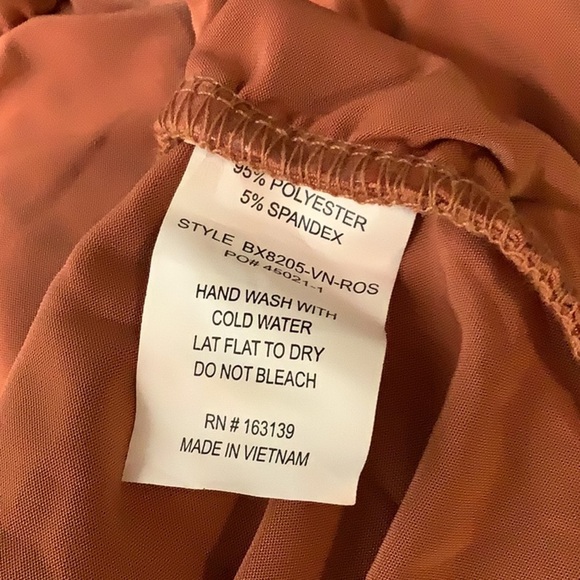 95% POLYESTER
5% SPANDEX
STYLE BX8205-VN-ROS
PO# 45021-1
HAND WASH WITH
COLD WATER
LAT FLAT TO DRY
DO NOT BLEACH
RN # 163139
MADE IN VIETNAM